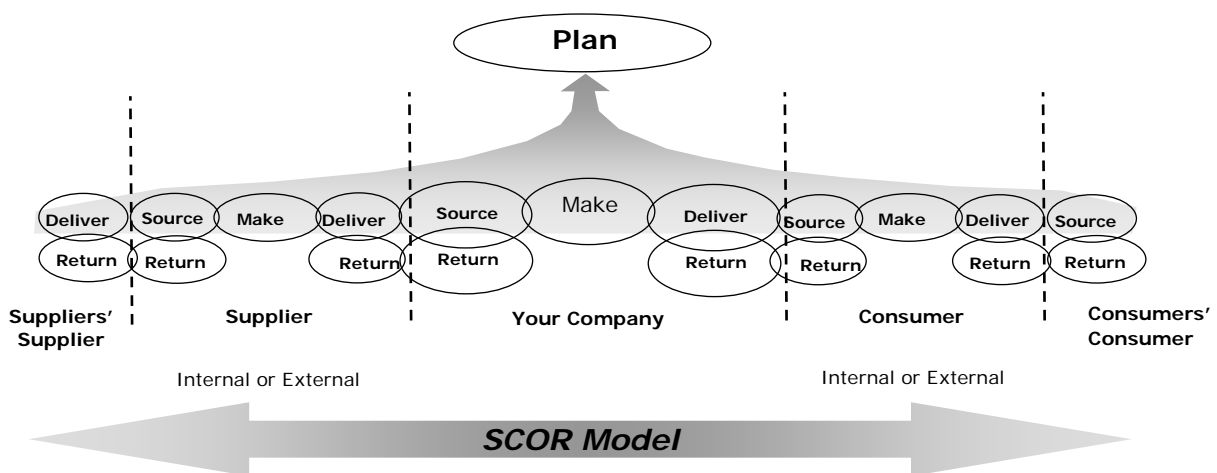 Plan
Deliver Source Make Deliver Source Make Deliver Source Make Deliver Source
Return Return Return Return Return Return Return Return
Suppliers'
Supplier
Supplier
Your Company
Consumer
Consumers'
Consumer
Internal or External
Internal or External
SCOR Model